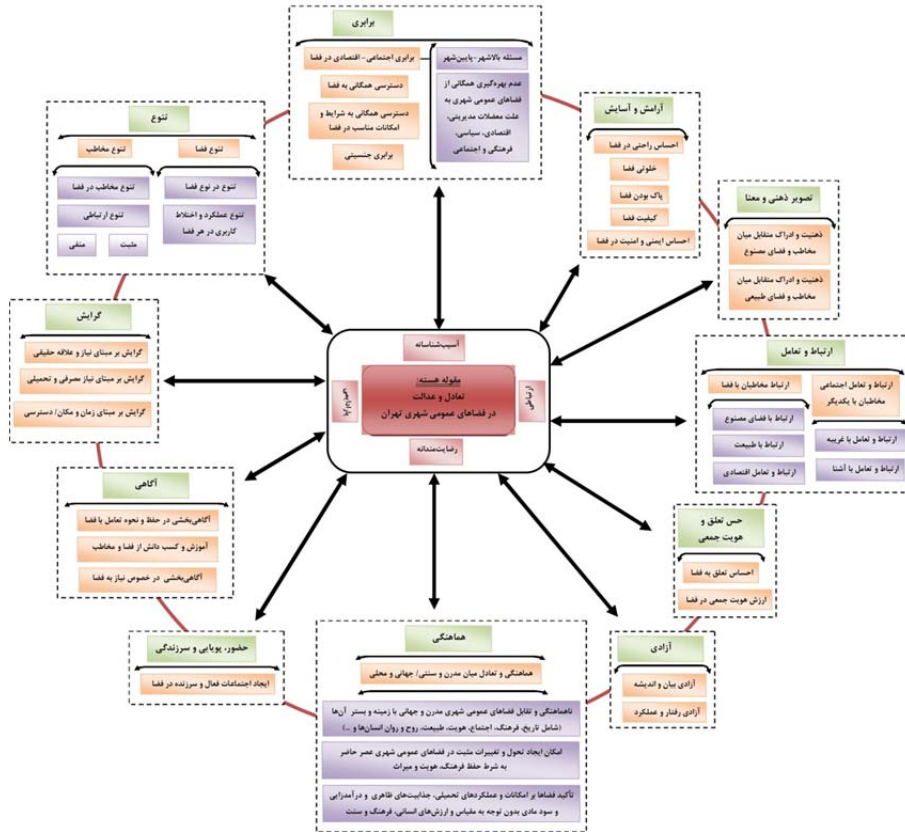 برابری
برابری اجتماعی- اقتصادی در فضا
دسترسی همگانی به فضا
دسترسی همگانی به شرایط و
امکانات مناسب در فضا
برابری جنسیتی
مسئله بالاشهر-پایین‌شهر
عدم بهره‌گیری همگانی از
فضاهای عمومی شهری به
علت معضلات مدیریتی،
اقتصادی، سیاسی،
فرهنگی و اجتماعی
آرامش و آسایش
احساس راحتی در فضا
خلوتی فضا
پاک بودن فضا
کیفیت فضا
احساس ایمنی و امنیت در فضا
تصویر ذهنی و معنا
ذهنیت و ادراک متقابل میان
مخاطب و فضای مصنوع
ذهنیت و ادراک متقابل میان
مخاطب و فضای طبیعی
ارتباط و تعامل
ارتباط و تعامل اجتماعی
مخاطبان با یکدیگر
ارتباط و تعامل با غریبه
ارتباط و تعامل با آشنا
ارتباط مخاطبان با فضا
ارتباط با فضای مصنوع
ارتباط با طبیعت
ارتباط و تعامل اقتصادی
حس تعلق و
هویت جمعی
احساس تعلق به فضا
ارزش هویت جمعی در فضا
آزادی
آزادی بیان و اندیشه
آزادی رفتار و عملکرد
هماهنگی
هماهنگی و تعادل میان مدرن و سنتی/ جهانی و محلی
ناهماهنگی و تقابل فضاهای عمومی شهری مدرن و جهانی با زمینه و بستر آن‌ها
(شامل تاریخ، فرهنگ، اجتماع، هویت، طبیعت، روح و روان انسان‌ها و ...)
امکان ایجاد تحول و تغییرات مثبت در فضاهای عمومی شهری عصر حاضر
به شرط حفظ فرهنگ، هویت و میراث
تأکید فضاها بر امکانات و عملکردهای تحمیلی، جذابیت‌های ظاهری و درآمدزایی
و سود مادی بدون توجه به مقیاس و ارزش‌های انسانی، فرهنگ و سنت
حضور، پویایی و سرزندگی
ایجاد اجتماعات فعال و سرزنده در فضا
آگاهی
آگاهی‌بخشی در حفظ و نحوه تعامل با فضا
آموزش و کسب دانش از فضا و مخاطب
آگاهی‌بخشی در خصوص نیاز به فضا
گرایش
گرایش بر مبنای نیاز و علاقه حقیقی
گرایش بر مبنای نیاز مصرفی و تحمیلی
گرایش بر مبنای زمان و مکان/ دسترسی
تنوع
تنوع فضا
تنوع در نوع فضا
تنوع عملکرد و اختلاط
کاربری در هر فضا
تنوع مخاطب
تنوع مخاطب در فضا
تنوع ارتباطی
مثبت
منفی
آسیب‌شناسانه
ارتباطی
مقوله هسته:
تعادل و عدالت
در فضاهای عمومی شهری تهران
رضایت‌مندانه